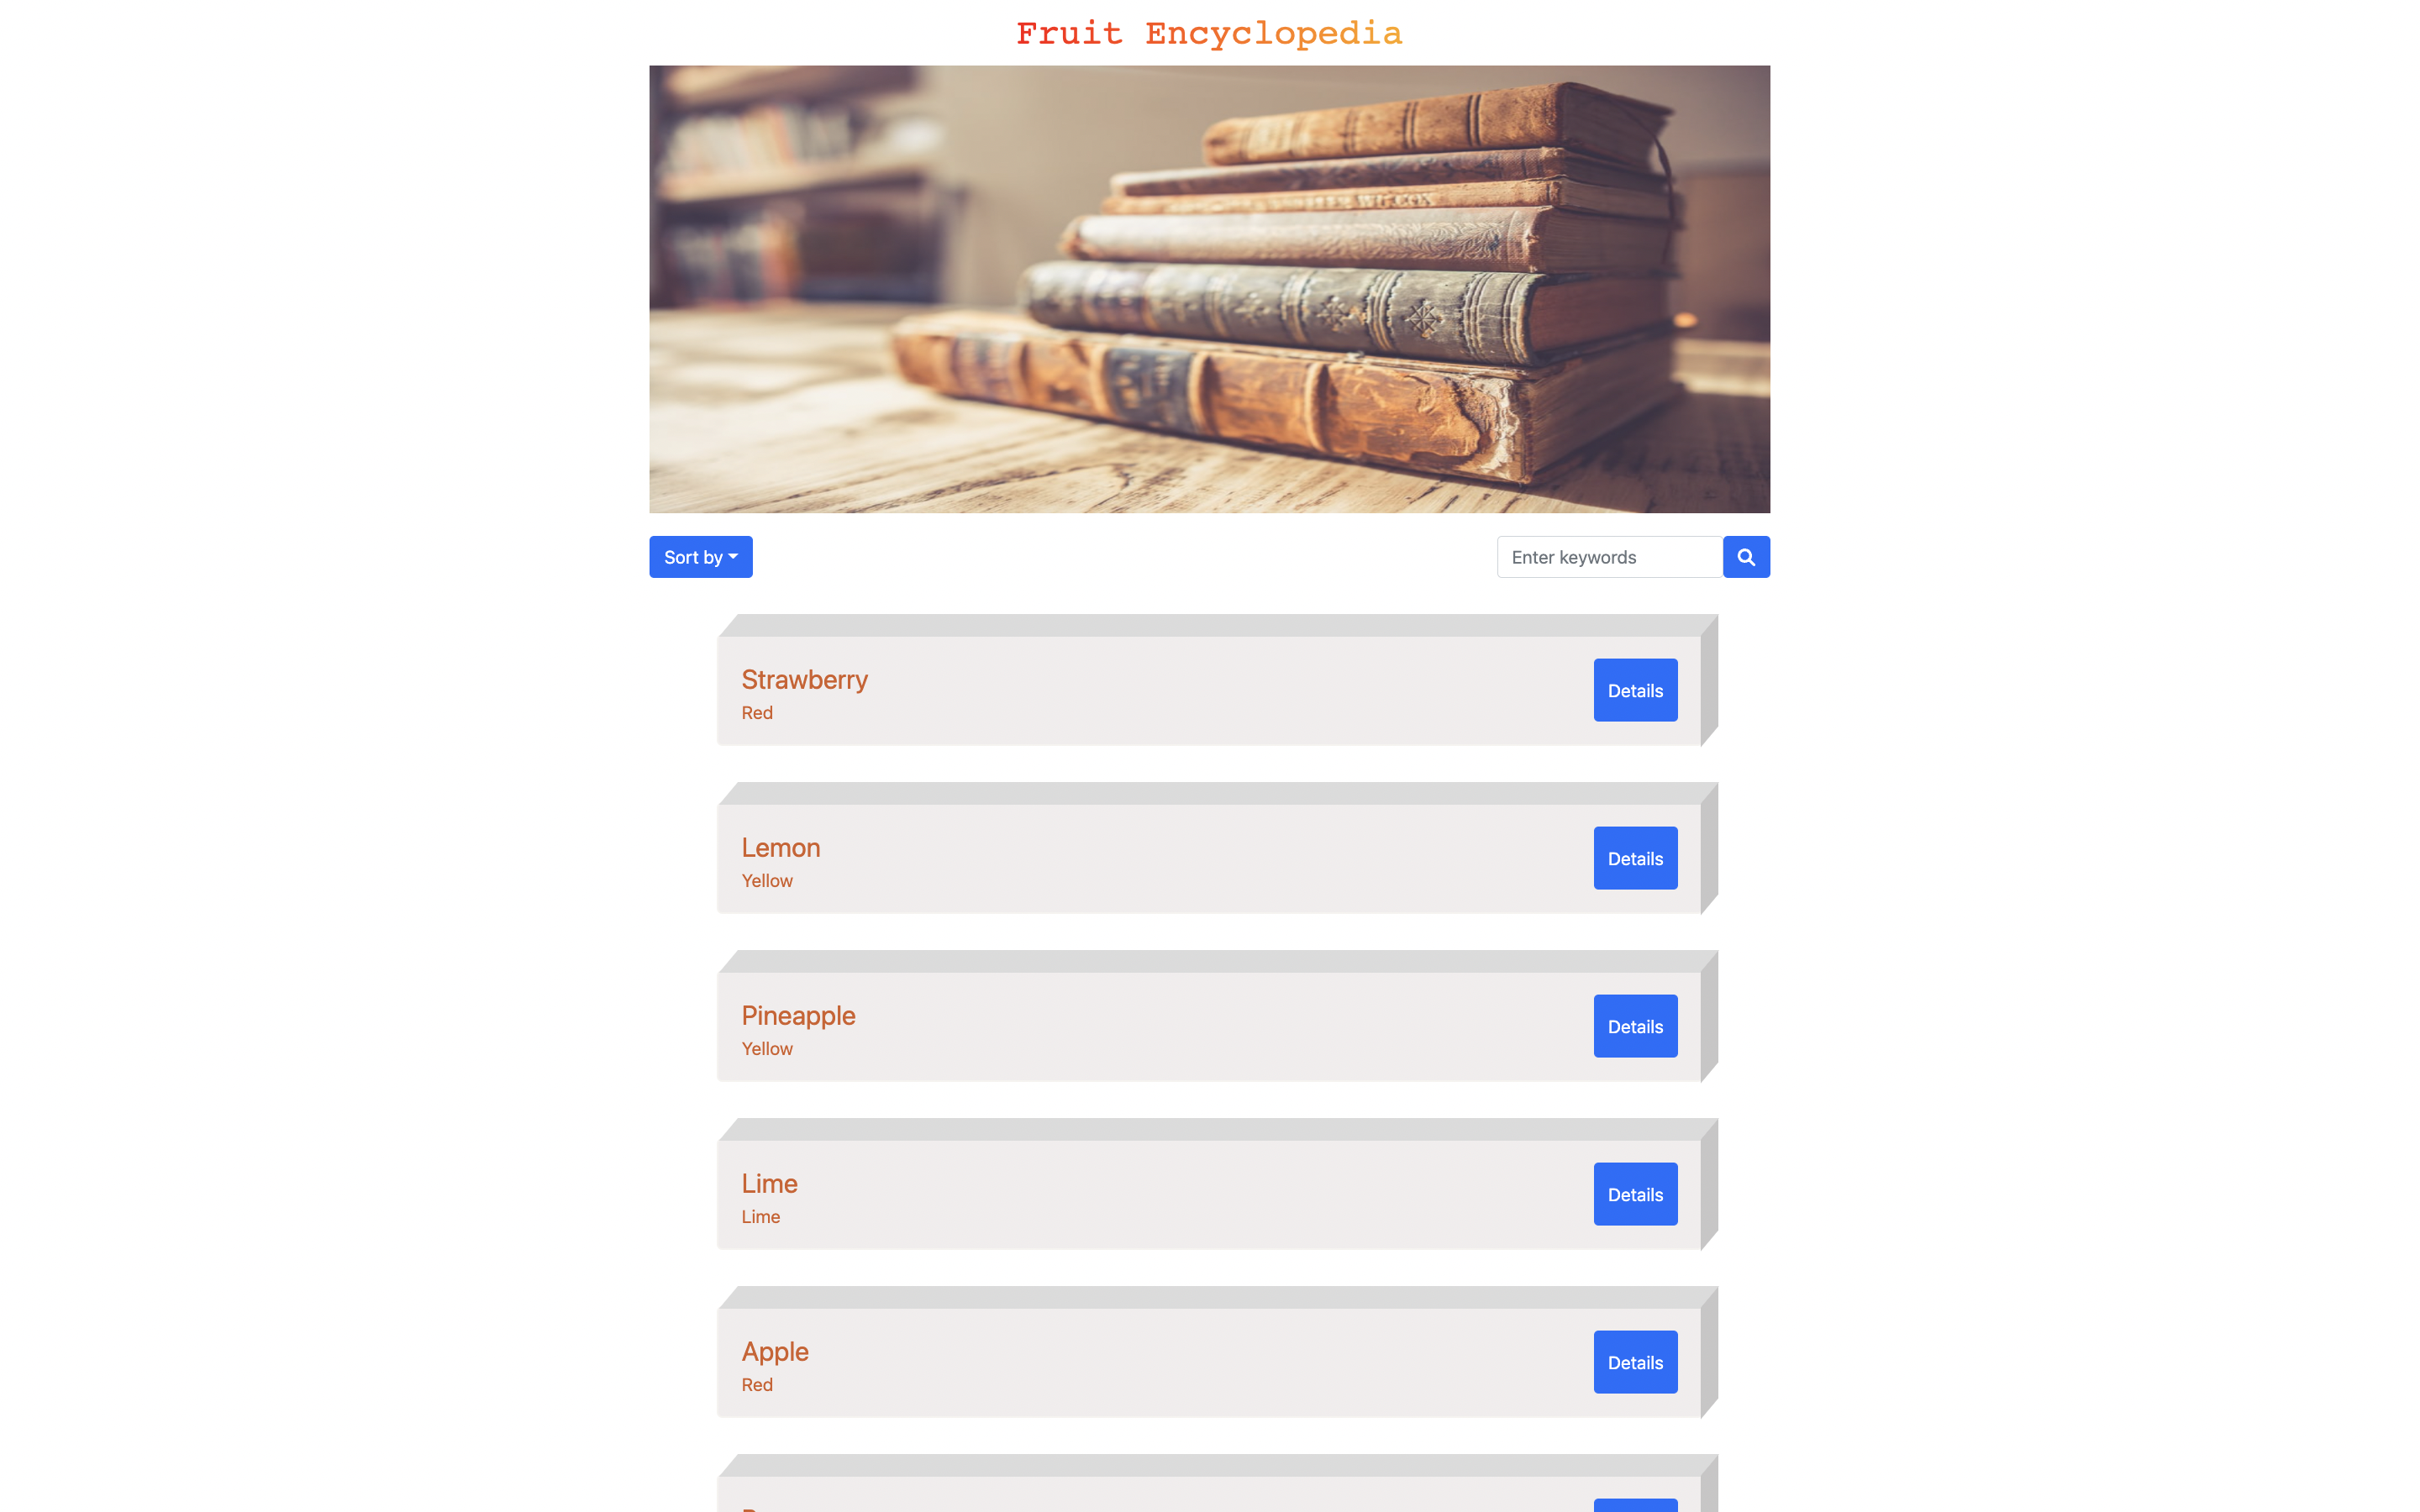 Fruit Encyclopedia
Sort by
Enter keywords
Strawberry
Red
Details
Lemon
Yellow
Details
Pineapple
Yellow
Details
Lime
Lime
Details
Apple
Red
Details